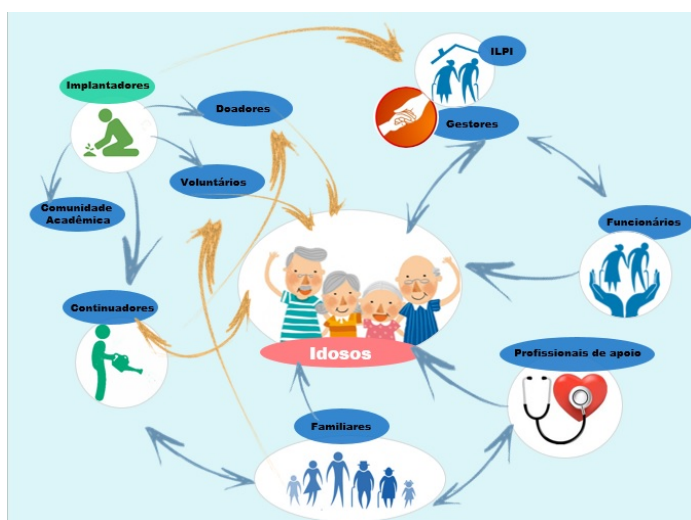 ILPI
Implantadores
Doadores
Gestores
Voluntários
Comunidade
Acadêmica
Funcionários
Continuadores
Idosos
Profissionais de apoio
Familiares